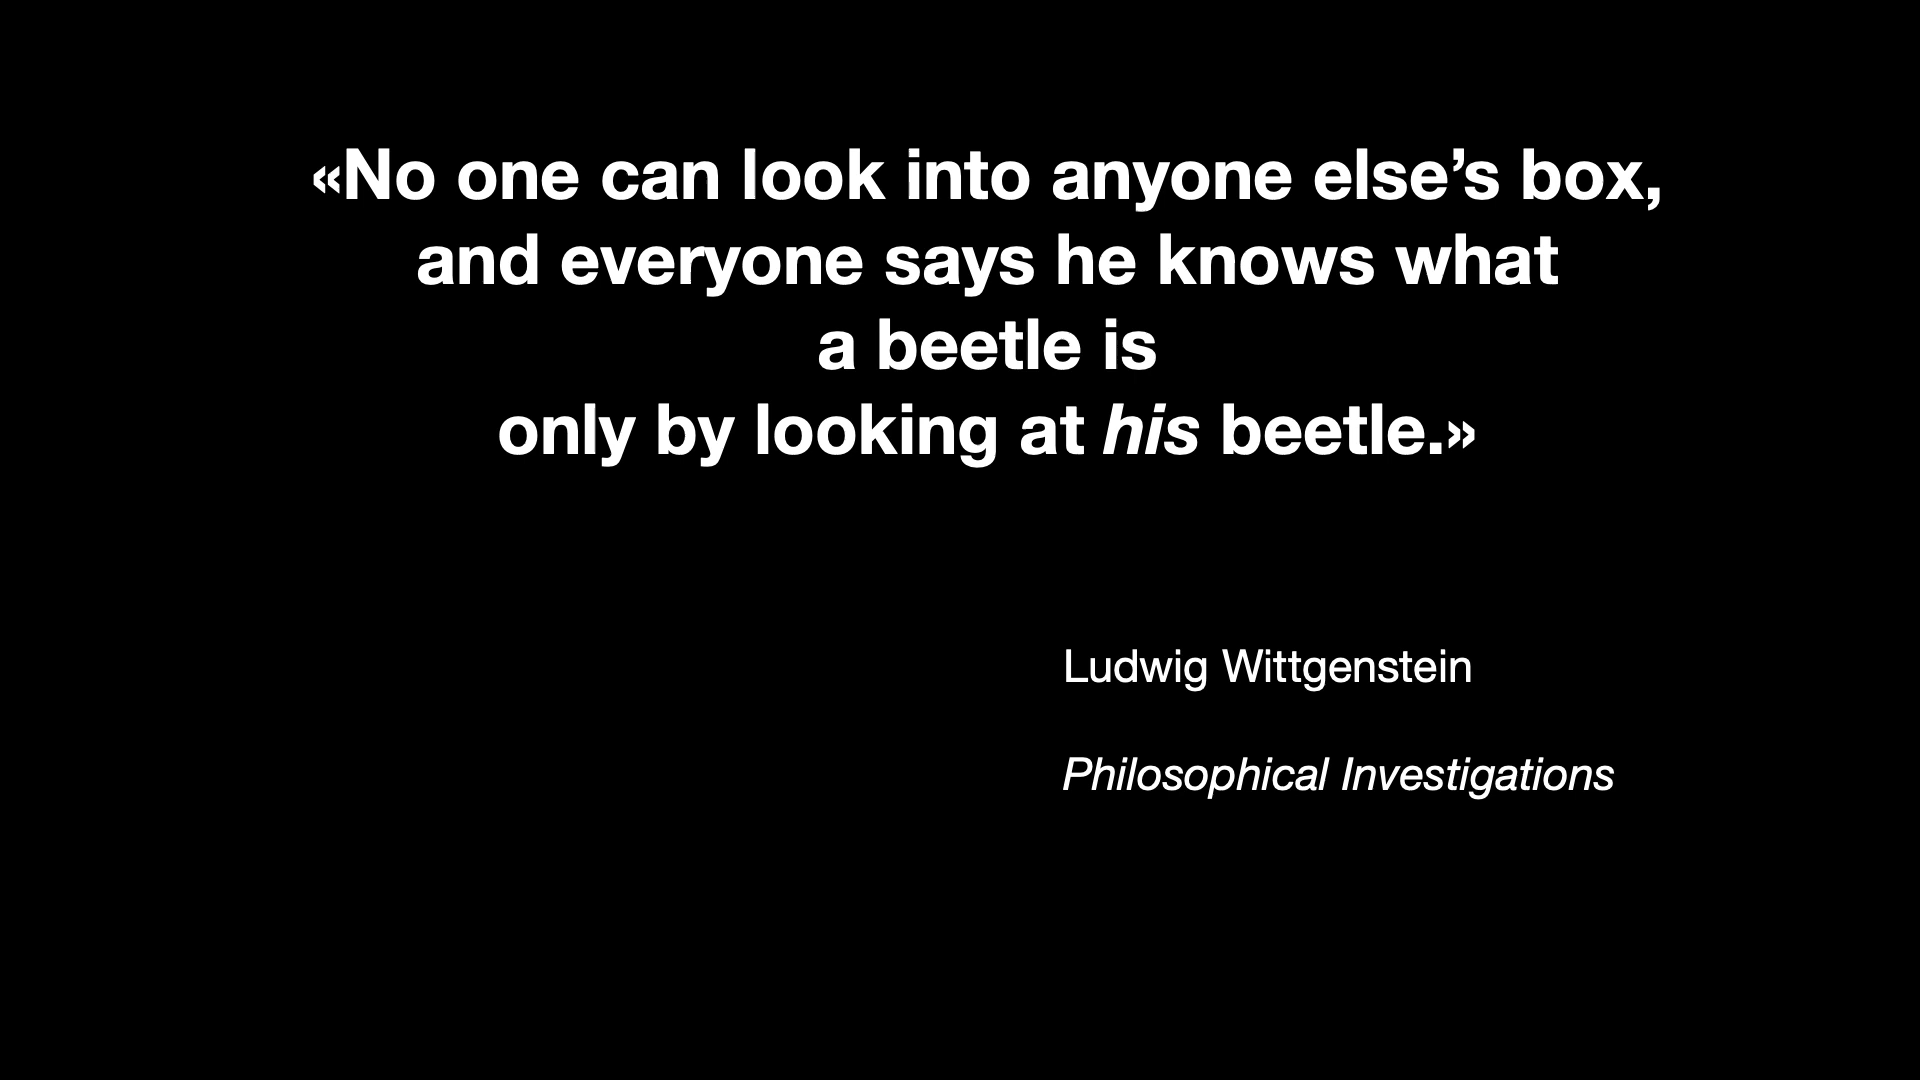 «No one can look into anyone else’s box,
and everyone says he knows what
a beetle is
only by looking at his beetle.»
Ludwig Wittgenstein
Philosophical Investigations